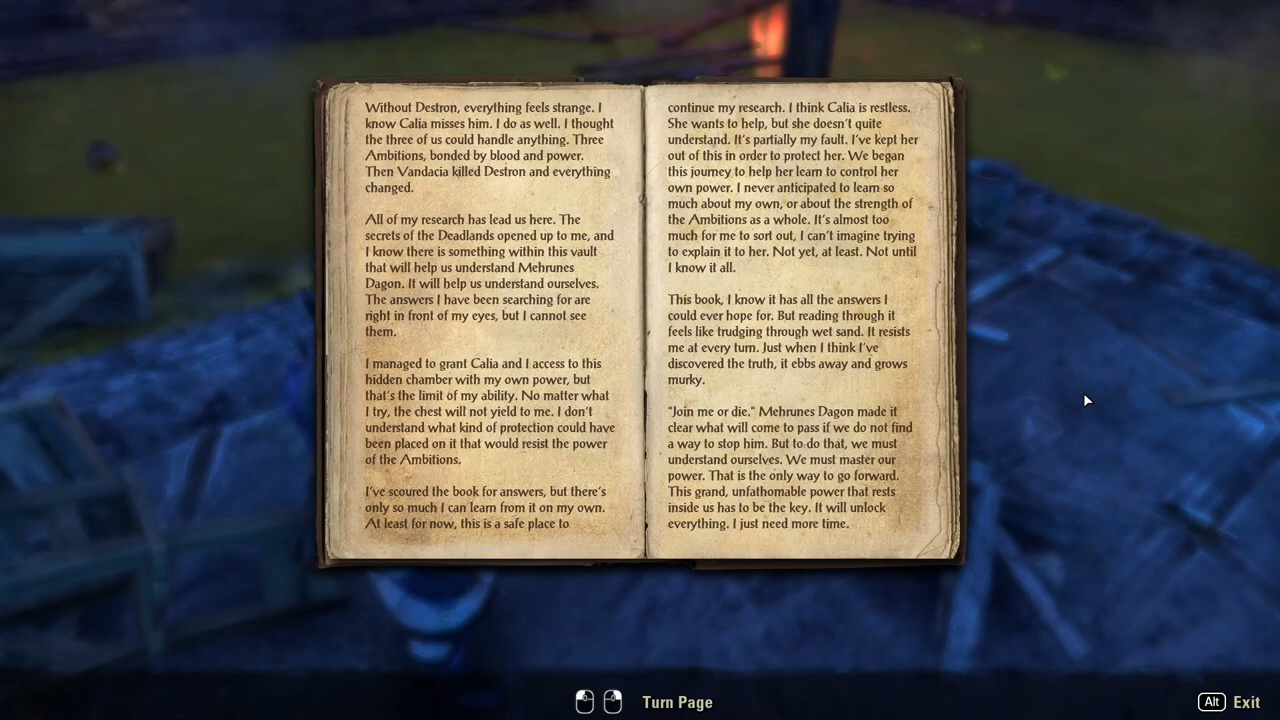 Without Destron, everything feels strange. I
know Calia misses him. I do as well. I thought
the three of us could handle anything. Three
Ambitions, bonded by blood and power.
Then Vandacia killed Destron and everything
changed.
All of my research has lead us here. The
secrets of the Deadlands opened up to me, and
I know there is something within this vault
that will help us understand Mehrunes
Dagon. It will help us understand ourselves.
The answers I have been searching for are
right in front of my eyes, but I cannot see
them.
I managed to grant Calia and I access to this
hidden chamber with my own power, but
that's the limit of my ability. No matter what
I try, the chest will not yield to me. I don't
understand what kind of protection could have
been placed on it that would resist the power
of the Ambitions.
I've scoured the book for answers, but there's
only so much I can learn from it on my own.
At least for now, this is a safe place to
continue my research. I think Calia is restless.
She wants to help, but she doesn't quite
understand. It's partially my fault. I've kept her
out of this in order to protect her. We began
this journey to help her learn to control her
own power. I never anticipated to learn so
much about my own, or about the strength of
the Ambitions as a whole. It's almost too
much for me to sort out, I can't imagine trying
to explain it to her. Not yet, at least. Not until
I know it all.
This book, I know it has all the answers I
could ever hope for. But reading through it
feels like trudging through wet sand. It resists
me at every turn. Just when I think I've
discovered the truth, it ebbs away and grows
murky.
"Join me or die." Mehrunes Dagon made it
clear what will come to pass if we do not find
a way to stop him. But to do that, we must
understand ourselves. We must master our
power. That is the only way to go forward.
This grand, unfathomable power that rests
inside us has to be the key. It will unlock
everything. I just need more time.
Turn Page
Alt Exit